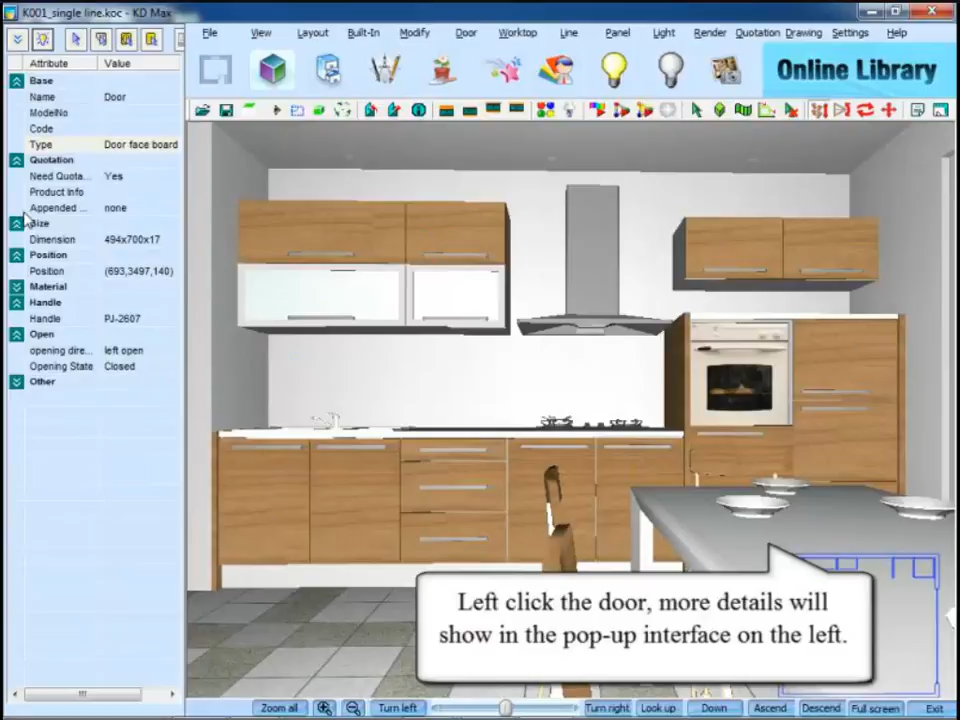 K001_single line.koc - KD Max
File View Layout Built-In Modify Door Worktop Line Panel Light Render Quotation Drawing Settings Help
Online Library
Attribute Value
Base
Name Door
ModelNo
Code
Type Door face board
Quotation
Need Quota... Yes
Product Info
Appended ... none
Size
Dimension 494x700x17
Position
Position (693,3497,140)
Material
Handle
Handle PJ-2607
Open
opening dire... left open
Opening State Closed
Other
Left click the door, more details will
show in the pop-up interface on the left.
Zoom all Turn left Turn right Look up Down Ascend Descend Full screen Exit